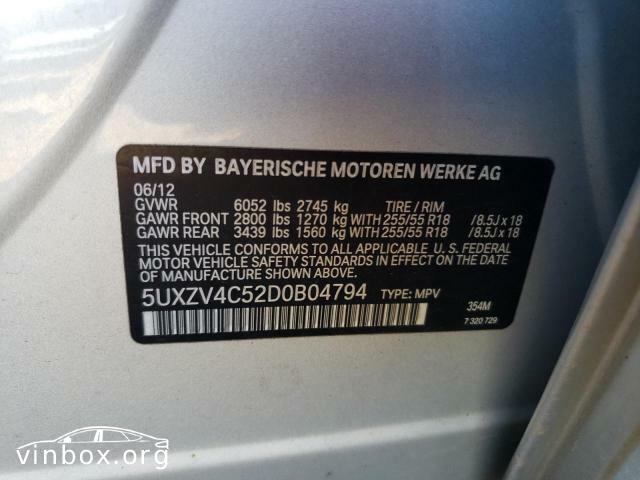 MFD BY BAYERISCHE MOTOREN WERKE AG
06/12
GVWR 6052 lbs 2745 kg TIRE / RIM
GAWR FRONT 2800 lbs 1270 kg WITH 255/55 R18 /8.5J x 18
GAWR REAR 3439 lbs 1560 kg WITH 255/55 R18 /8.5J x 18
THIS VEHICLE CONFORMS TO ALL APPLICABLE U. S. FEDERAL
MOTOR VEHICLE SAFETY STANDARDS IN EFFECT ON THE DATE
OF MANUFACTURE SHOWN ABOVE.
5UXZV4C52D0B04794 TYPE: MPV
354M
7 320 729
vinbox.org